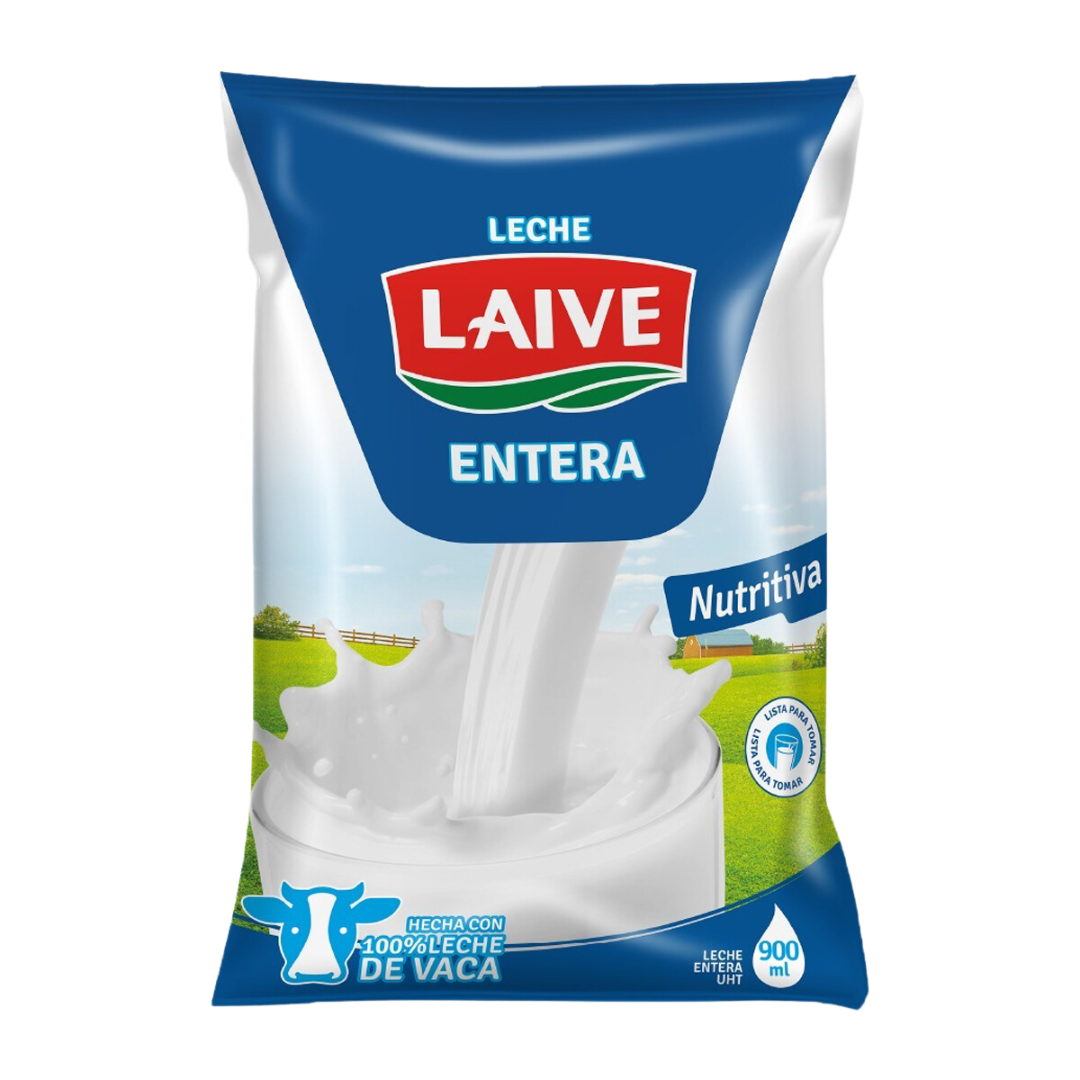 LECHE
LAIVE
ENTERA
Nutritiva
LISTA PARA TOMAR
LISTA PARA TOMAR
HECHA CON
100% LECHE
DE VACA
LECHE
ENTERA
UHT
900
ml